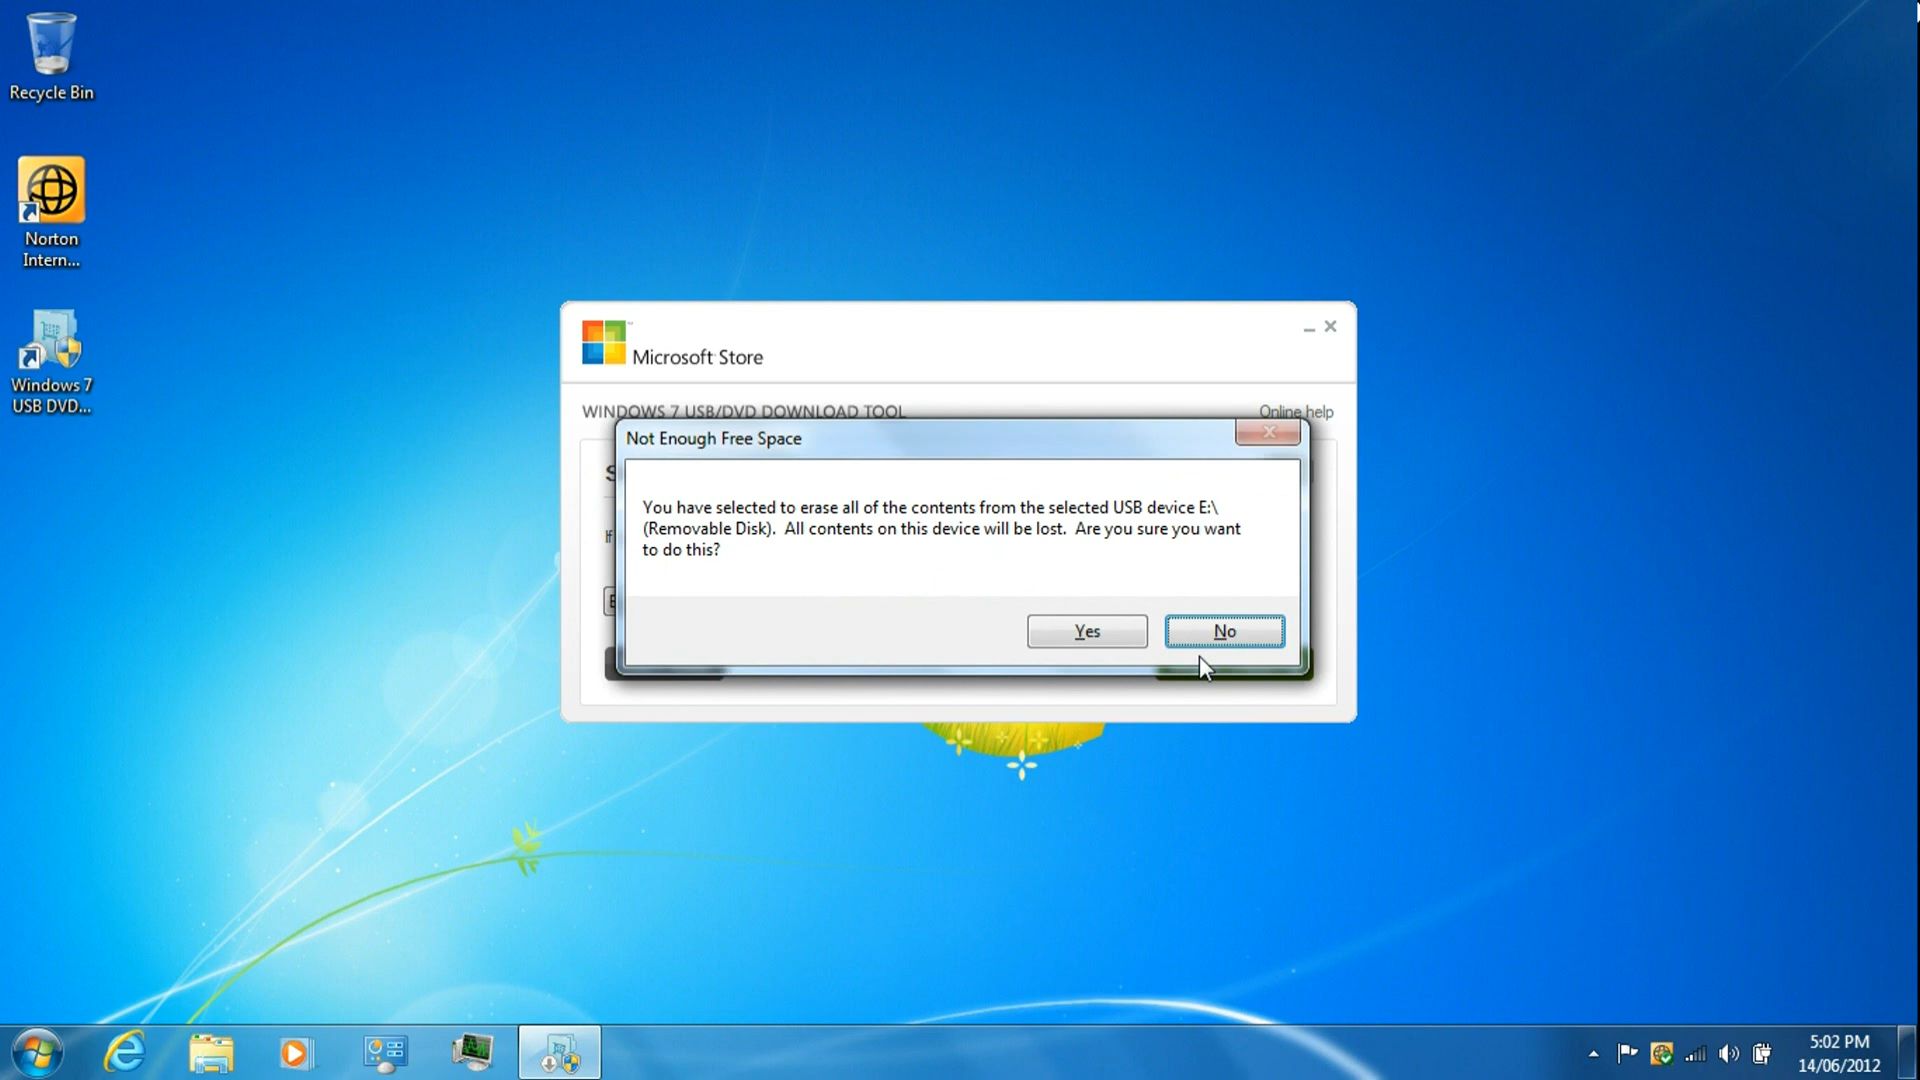 Recycle Bin
Norton
Intern...
Windows 7
USB DVD...
Microsoft Store
WINDOWS 7 USB/DVD DOWNLOAD TOOL
Online help
Not Enough Free Space
You have selected to erase all of the contents from the selected USB device E:\
(Removable Disk).  All contents on this device will be lost.  Are you sure you want
to do this?
Yes
No
5:02 PM
14/06/2012